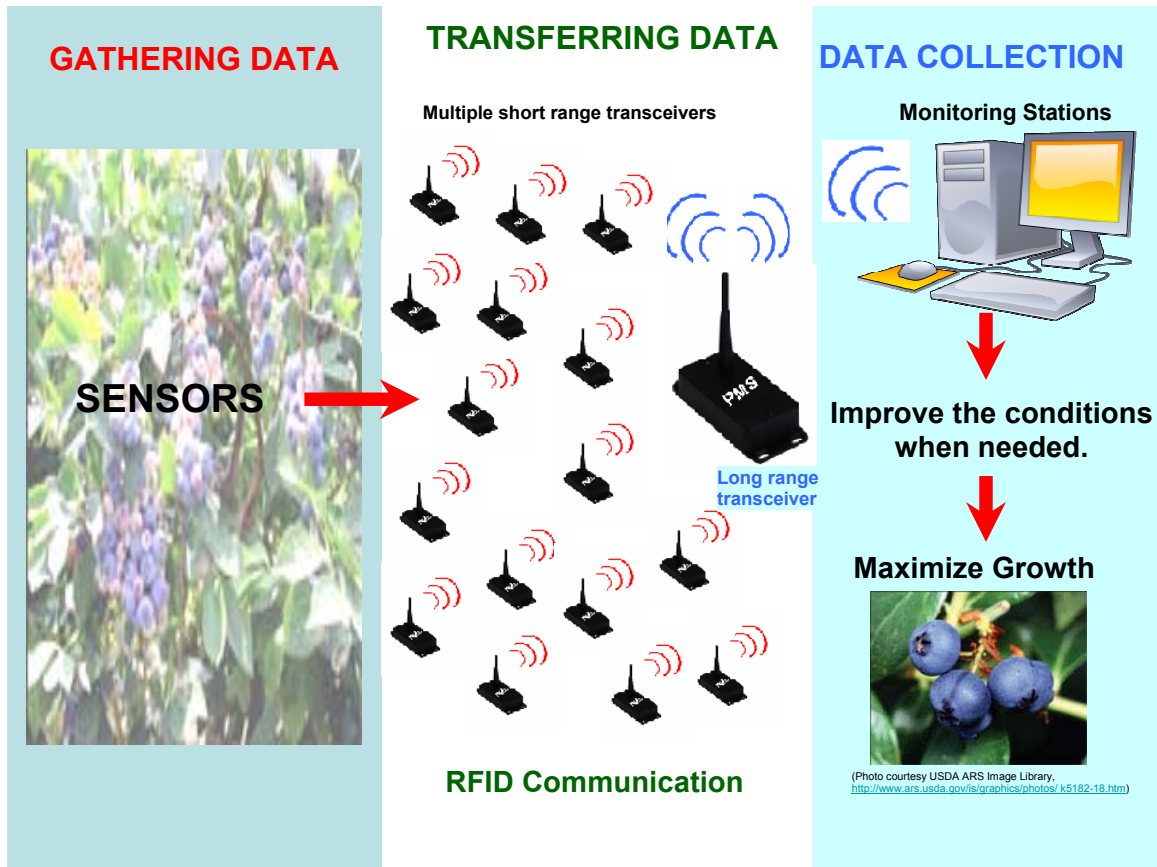 GATHERING DATA
SENSORS
TRANSFERRING DATA
Multiple short range transceivers
PMS
Long range
transceiver
RFID Communication
DATA COLLECTION
Monitoring Stations
Improve the conditions
when needed.
Maximize Growth
(Photo courtesy USDA ARS Image Library,
http://www.ars.usda.gov/is/graphics/photos/ k5182-18.htm)